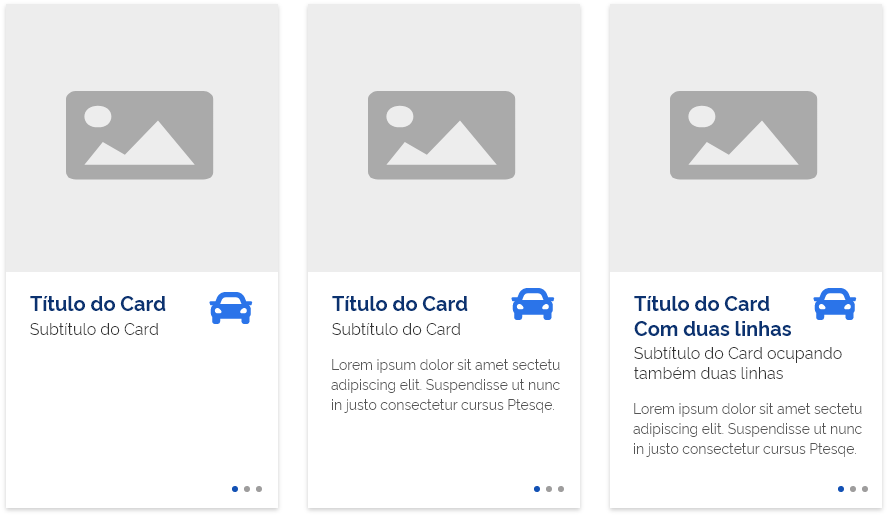 Título do Card
Subtítulo do Card
Título do Card
Subtítulo do Card
Lorem ipsum dolor sit amet sectetu
adipiscing elit. Suspendisse ut nunc
in justo consectetur cursus Ptesqe.
Título do Card
Com duas linhas
Subtítulo do Card ocupando
também duas linhas
Lorem ipsum dolor sit amet sectetu
adipiscing elit. Suspendisse ut nunc
in justo consectetur cursus Ptesqe.